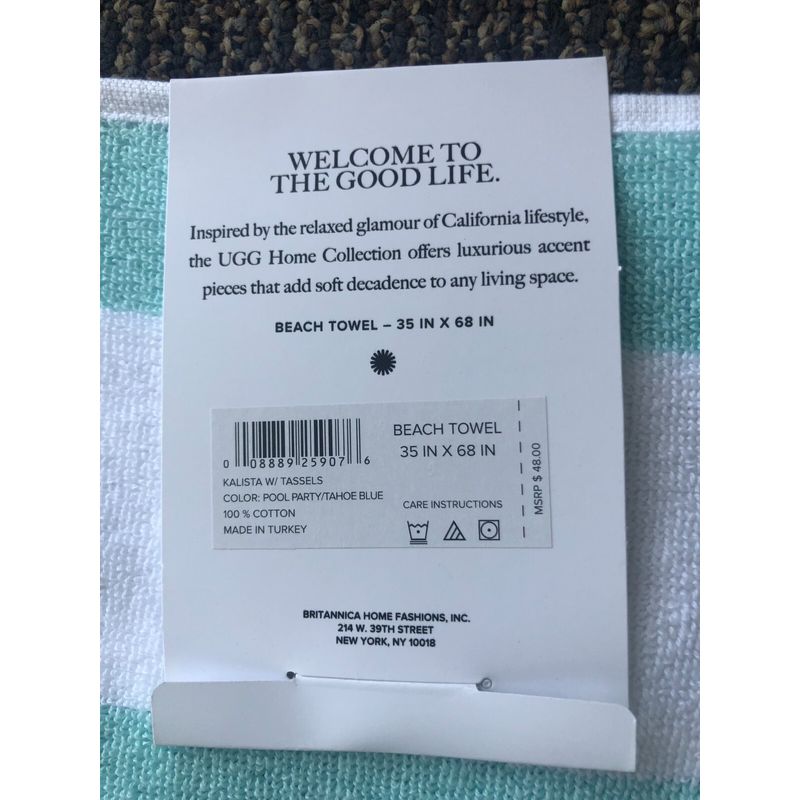 WELCOME TO
THE GOOD LIFE.
Inspired by the relaxed glamour of California lifestyle,
the UGG Home Collection offers luxurious accent
pieces that add soft decadence to any living space.
BEACH TOWEL – 35 IN X 68 IN
0 08889 25907 6
KALISTA W/ TASSELS
COLOR: POOL PARTY/TAHOE BLUE
100 % COTTON
MADE IN TURKEY
BEACH TOWEL
35 IN X 68 IN
CARE INSTRUCTIONS
MSRP $ 48.00
BRITANNICA HOME FASHIONS, INC.
214 W. 39TH STREET
NEW YORK, NY 10018